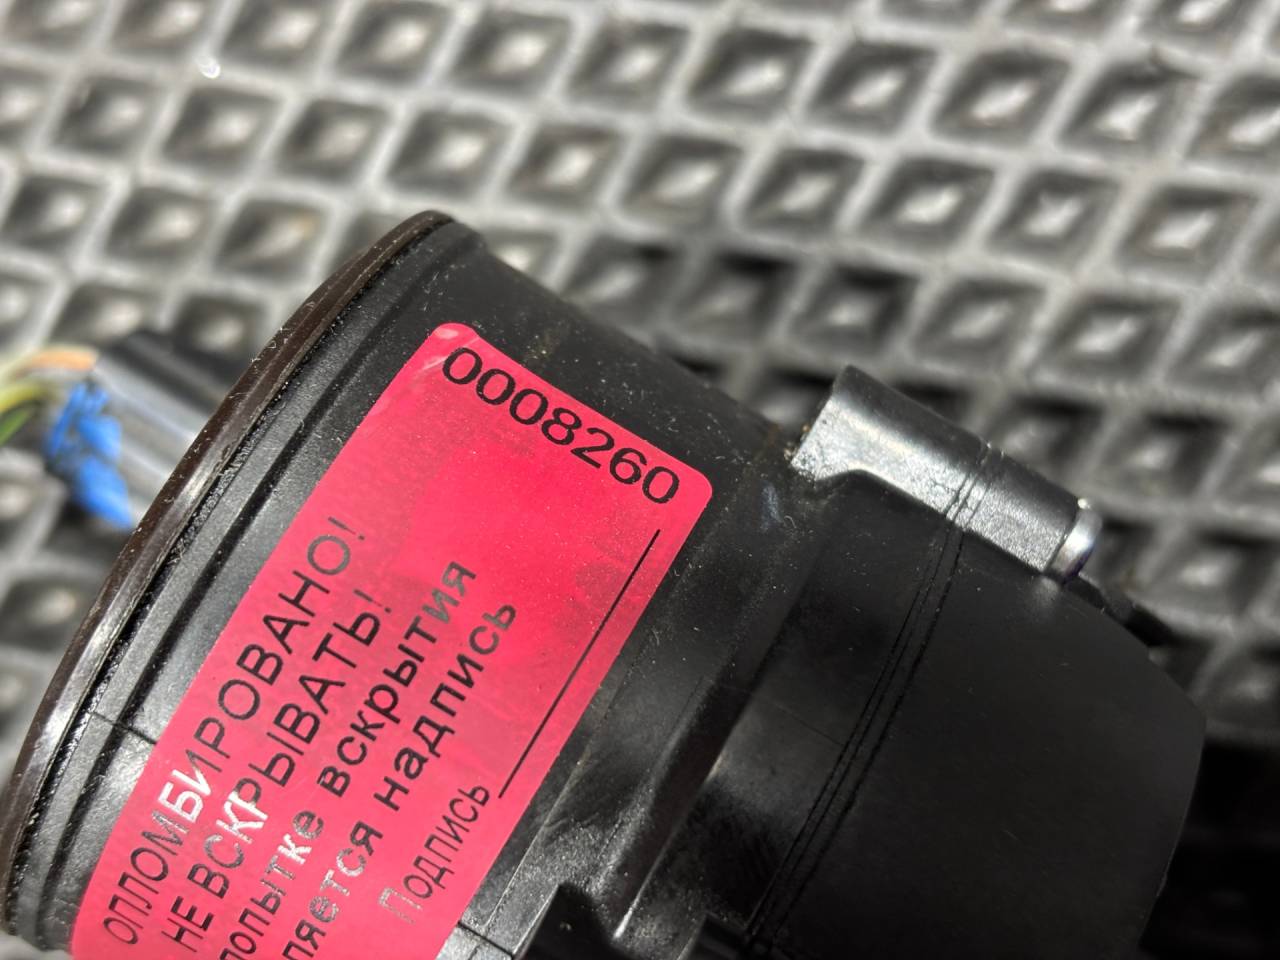 0008260
ОПЛОМБИРОВАНО!
НЕ ВСКРЫВАТЬ!
попытке вскрытия
ляется надпись
Подпись